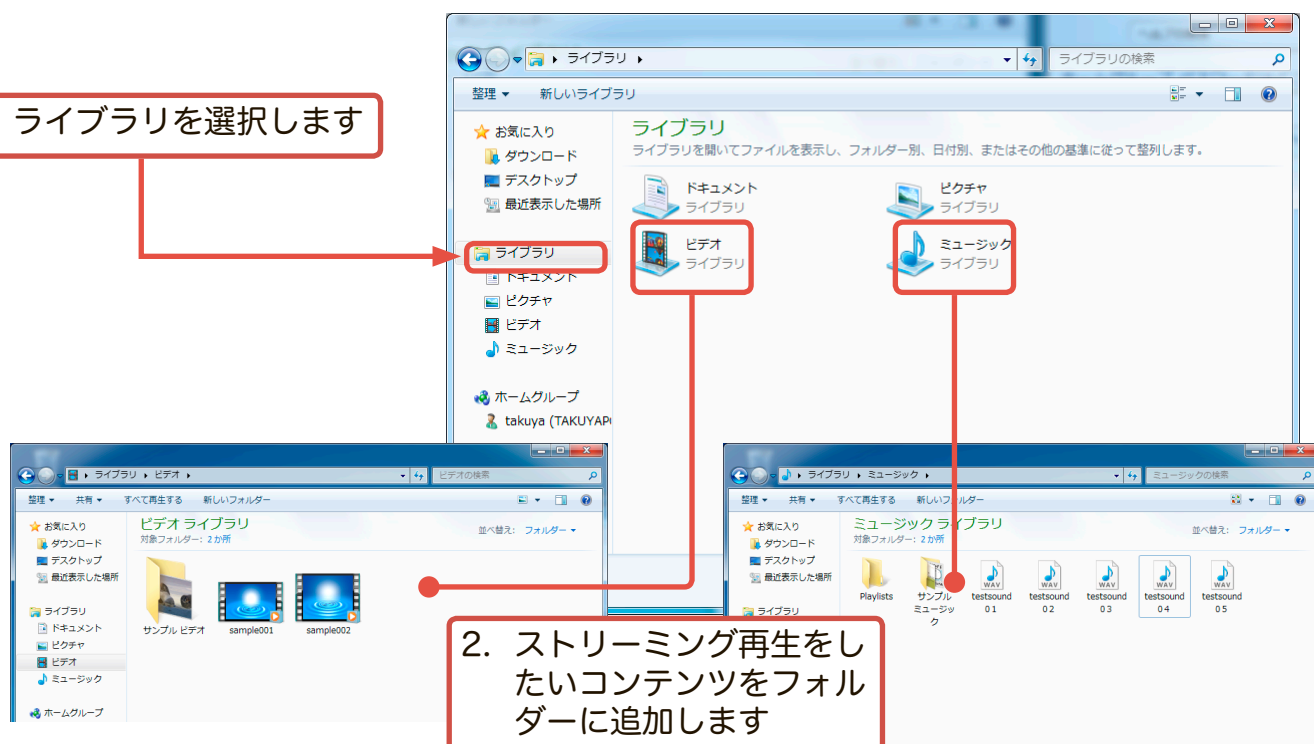 ライブラリ
ライブラリの検索
整理
新しいライブラリ
ライブラリを選択します
お気に入り
ダウンロード
デスクトップ
最近表示した場所
ライブラリ
ドキュメント
ピクチャ
ビデオ
ミュージック
ホームグループ
takuya (TAKUYAP
ライブラリ
ライブラリを開いてファイルを表示し、フォルダー別、日付別、またはその他の基準に従って整列します。
ドキュメント
ライブラリ
ピクチャ
ライブラリ
ビデオ
ライブラリ
ミュージック
ライブラリ
ライブラリ ビデオ
ビデオの検索
整理 共有 すべて再生する 新しいフォルダー
お気に入り
ダウンロード
デスクトップ
最近表示した場所
ライブラリ
ドキュメント
ピクチャ
ビデオ
ミュージック
ホームグループ
ビデオ ライブラリ
対象フォルダー: 2か所
並べ替え: フォルダー
サンプル ビデオ
sample001
sample002
ライブラリ ミュージック
ミュージックの検索
整理 共有 すべて再生する 新しいフォルダー
お気に入り
ダウンロード
デスクトップ
最近表示した場所
ライブラリ
ミュージック ライブラリ
対象フォルダー: 2か所
並べ替え: フォルダー
Playlists
サンプル
ミュージッ
ク
WAV
testsound
01
WAV
testsound
02
WAV
testsound
03
WAV
testsound
04
WAV
testsound
05
2. ストリーミング再生をし
たいコンテンツをフォル
ダーに追加します